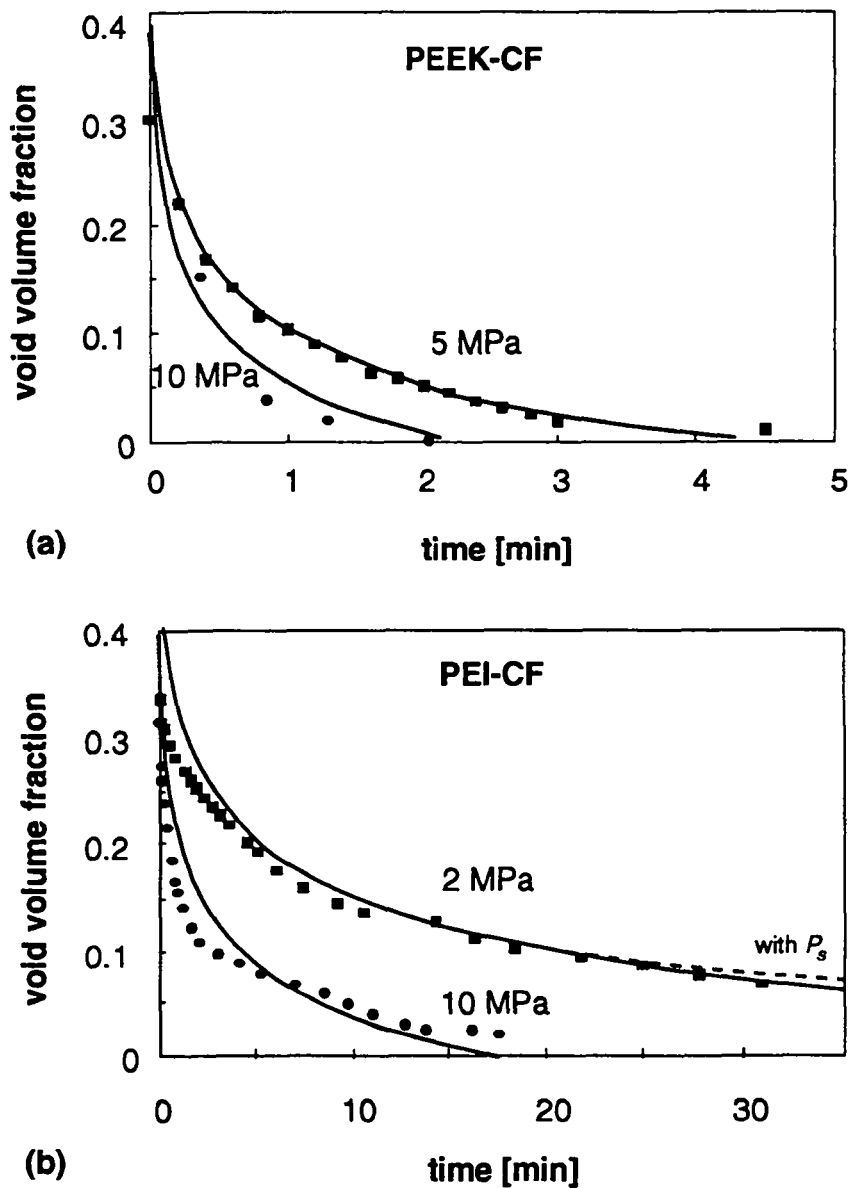 0.4
PEEK-CF
0.3
void volume fraction
0.2
5 MPa
0.1
10 MPa
0
0 1 2 3 4 5
(a)
time [min]
0.4
PEI-CF
0.3
void volume fraction
0.2
2 MPa
with Ps
0.1
10 MPa
0
0 10 20 30
(b)
time [min]